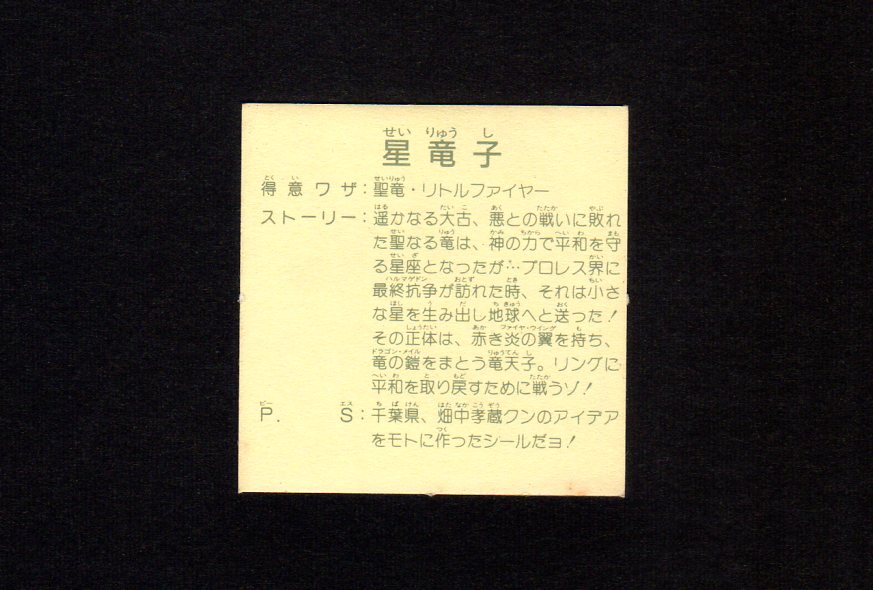 星竜子
得意ワザ：聖竜・リトルファイヤー
ストーリー：遥かなる太古、悪との戦いに敗れ
た聖なる竜は、神の力で平和を守
る星座となったが…プロレス界に
最終抗争が訪れた時、それは小さ
な星を生み出し地球へと送った！
その正体は、赤き炎の翼を持ち、
竜の鎧をまとう竜天子。リングに
平和を取り戻すために戦うゾ！
P. S：千葉県、畑中孝蔵クンのアイデア
をモトに作ったシールだヨ！